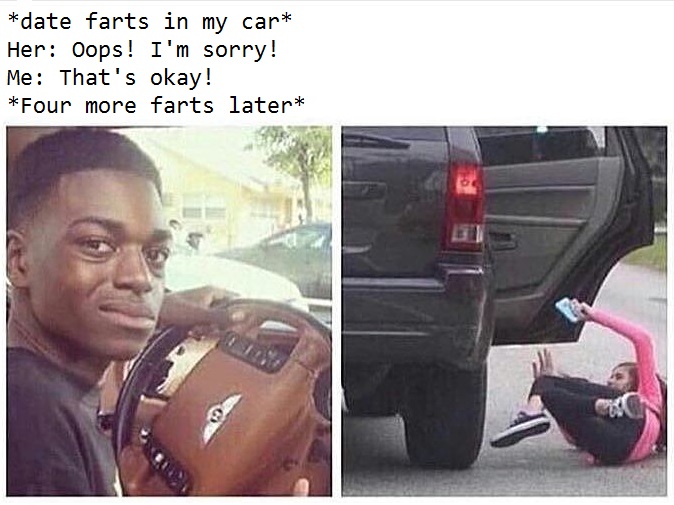 *date farts in my car*
Her: Oops! I'm sorry!
Me: That's okay!
*Four more farts later*